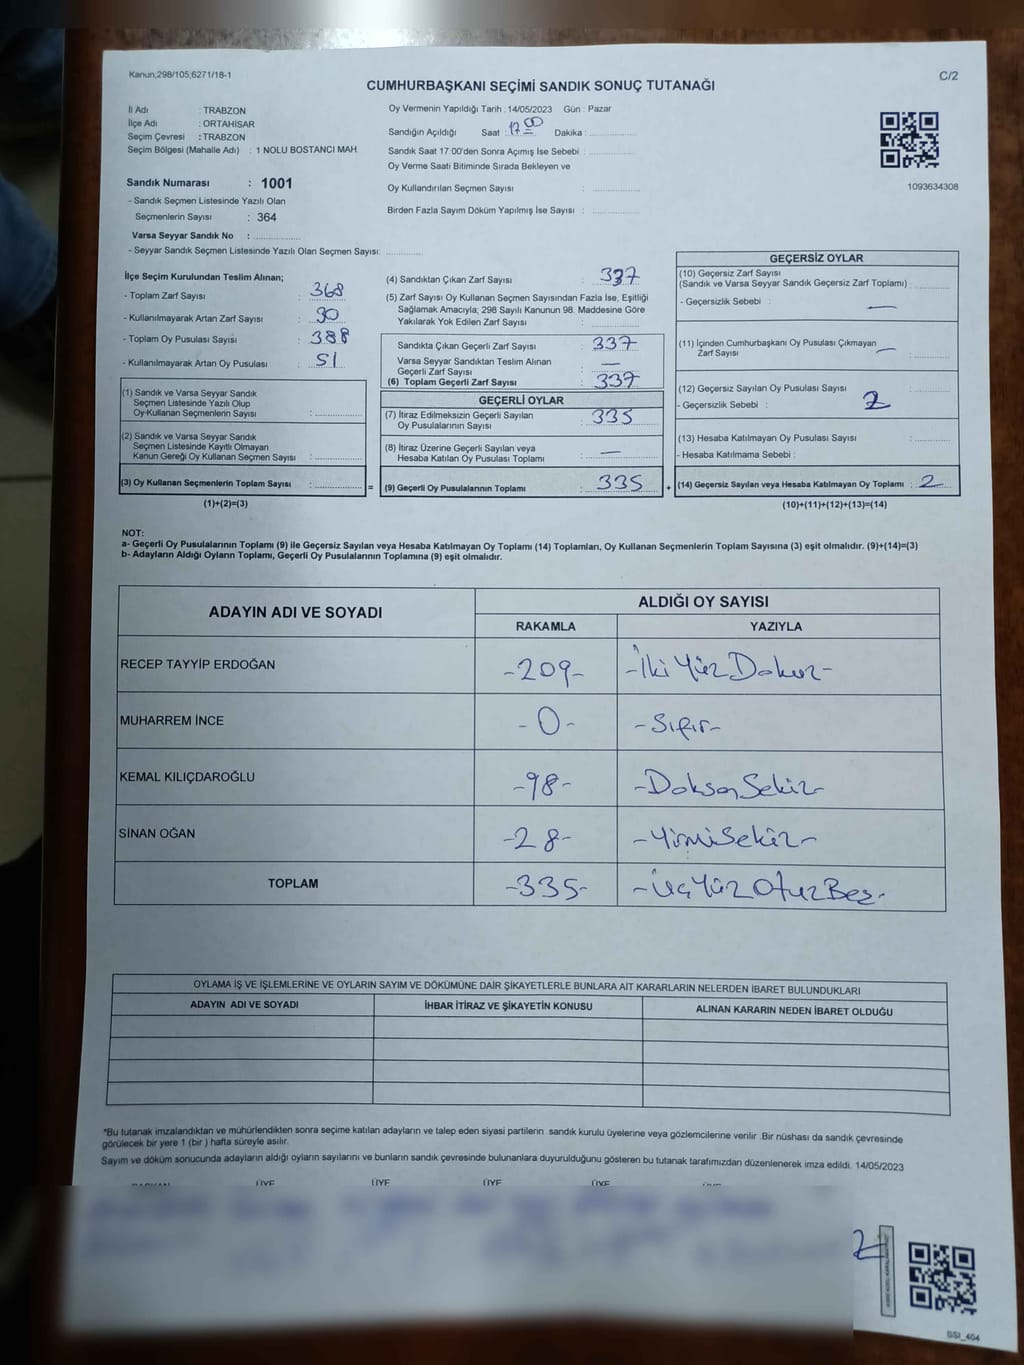 Kanun;298/105,6271/18-1
C/2
CUMHURBAŞKANI SEÇİMİ SANDIK SONUÇ TUTANAĞI
İli Adı : TRABZON
İlçe Adı : ORTAHİSAR
Seçim Çevresi : TRABZON
Seçim Bölgesi (Mahalle Adı) : 1 NOLU BOSTANCI MAH.
Sandık Numarası : 1001
- Sandık Seçmen Listesinde Yazılı Olan
Seçmenlerin Sayısı : 364
Varsa Seyyar Sandık No : ....................
- Seyyar Sandık Seçmen Listesinde Yazılı Olan Seçmen Sayısı: ....................
Oy Vermenin Yapıldığı Tarih : 14/05/2023 Gün : Pazar
Sandığın Açıldığı Saat : 17 00 Dakika : ....................
Sandık Saat 17:00'den Sonra Açımış İse Sebebi : ....................
Oy Verme Saati Bitiminde Sırada Bekleyen ve
Oy Kullandırılan Seçmen Sayısı : ....................
Birden Fazla Sayım Döküm Yapılmış İse Sayısı : ....................
1093634308
İlçe Seçim Kurulundan Teslim Alınan;
- Toplam Zarf Sayısı : 368
- Kullanılmayarak Artan Zarf Sayısı : 30
- Toplam Oy Pusulası Sayısı : 388
- Kullanılmayarak Artan Oy Pusulası : 51
(1) Sandık ve Varsa Seyyar Sandık
Seçmen Listesinde Yazılı Olup
Oy Kullanan Seçmenlerin Sayısı : ....................
(2) Sandık ve Varsa Seyyar Sandık
Seçmen Listesinde Kayıtlı Olmayan
Kanun Gereği Oy Kullanan Seçmen Sayısı : ....................
(3) Oy Kullanan Seçmenlerin Toplam Sayısı : .................... =
(1)+(2)=(3)
(4) Sandıktan Çıkan Zarf Sayısı : 337
(5) Zarf Sayısı Oy Kullanan Seçmen Sayısından Fazla İse, Eşitliği
Sağlamak Amacıyla; 298 Sayılı Kanunun 98. Maddesine Göre
Yakılarak Yok Edilen Zarf Sayısı : ....................
Sandıkta Çıkan Geçerli Zarf Sayısı : 337
Varsa Seyyar Sandıktan Teslim Alınan
Geçerli Zarf Sayısı : —
(6) Toplam Geçerli Zarf Sayısı : 337
GEÇERLİ OYLAR
(7) İtiraz Edilmeksizin Geçerli Sayılan
Oy Pusulalarının Sayısı : 335
(8) İtiraz Üzerine Geçerli Sayılan veya
Hesaba Katılan Oy Pusulası Toplamı : —
(9) Geçerli Oy Pusulalarının Toplamı : 335 +
GEÇERSİZ OYLAR
(10) Geçersiz Zarf Sayısı
(Sandık ve Varsa Seyyar Sandık Geçersiz Zarf Toplamı) : ....................
- Geçersizlik Sebebi : —
(11) İçinden Cumhurbaşkanı Oy Pusulası Çıkmayan
Zarf Sayısı — : ....................
(12) Geçersiz Sayılan Oy Pusulası Sayısı : ....................
- Geçersizlik Sebebi : 2
(13) Hesaba Katılmayan Oy Pusulası Sayısı : ....................
- Hesaba Katılmama Sebebi :
(14) Geçersiz Sayılan veya Hesaba Katılmayan Oy Toplamı : 2
(10)+(11)+(12)+(13)=(14)
NOT:
a- Geçerli Oy Pusulalarının Toplamı (9) ile Geçersiz Sayılan veya Hesaba Katılmayan Oy Toplamı (14) Toplamları, Oy Kullanan Seçmenlerin Toplam Sayısına (3) eşit olmalıdır. (9)+(14)=(3)
b- Adayların Aldığı Oyların Toplamı, Geçerli Oy Pusulalarının Toplamına (9) eşit olmalıdır.
ADAYIN ADI VE SOYADI
ALDIĞI OY SAYISI
RAKAMLA YAZIYLA
RECEP TAYYİP ERDOĞAN -209- -İki Yüz Dokuz-
MUHARREM İNCE -0- -Sıfır-
KEMAL KILIÇDAROĞLU -98- -Doksan Sekiz-
SİNAN OĞAN -28- -Yirmi Sekiz-
TOPLAM -335- -Üç Yüz Otuz Beş-
OYLAMA İŞ VE İŞLEMLERİNE VE OYLARIN SAYIM VE DÖKÜMÜNE DAİR ŞİKAYETLERLE BUNLARA AİT KARARLARIN NELERDEN İBARET BULUNDUKLARI
ADAYIN ADI VE SOYADI İHBAR İTİRAZ VE ŞİKAYETİN KONUSU ALINAN KARARIN NEDEN İBARET OLDUĞU
*Bu tutanak imzalandıktan ve mühürlendikten sonra seçime katılan adayların ve talep eden siyasi partilerin sandık kurulu üyelerine veya gözlemcilerine verilir .Bir nüshası da sandık çevresinde
görülecek bir yere 1 (bir ) hafta süreyle asılır.
Sayım ve döküm sonucunda adayların aldığı oyların sayılarını ve bunların sandık çevresinde bulunanlara duyurulduğunu gösteren bu tutanak tarafımızdan düzenlenerek imza edildi. 14/05/2023
BAŞKAN ÜYE ÜYE ÜYE ÜYE ÜYE
2
SSI_404